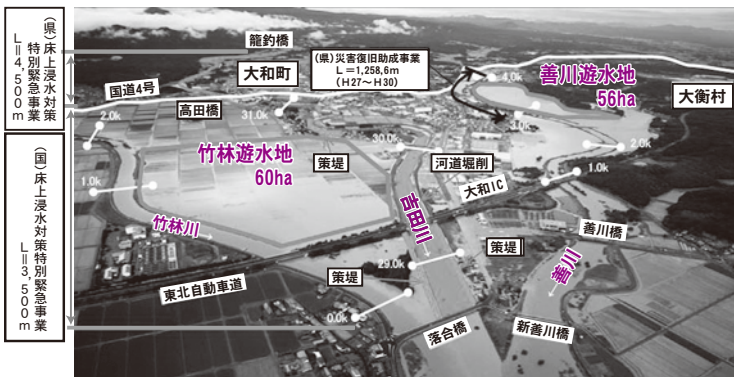 (県)床上浸水対策
特別緊急事業
L=4,500m
(国)床上浸水対策特別緊急事業
L=3,500m
籠釣橋
(県)災害復旧助成事業
L=1,258,6m
(H27~H30)
大和町
国道4号
高田橋
善川遊水地
56ha
大衡村
4.0k
3.0k
2.0k
1.0k
31.0k
30.0k
2.0k
1.0k
竹林遊水地
60ha
策堤
河道堀削
大和IC
竹林川
吉田川
善川橋
善川
策堤
29.0k
策堤
東北自動車道
0.0k
落合橋
新善川橋